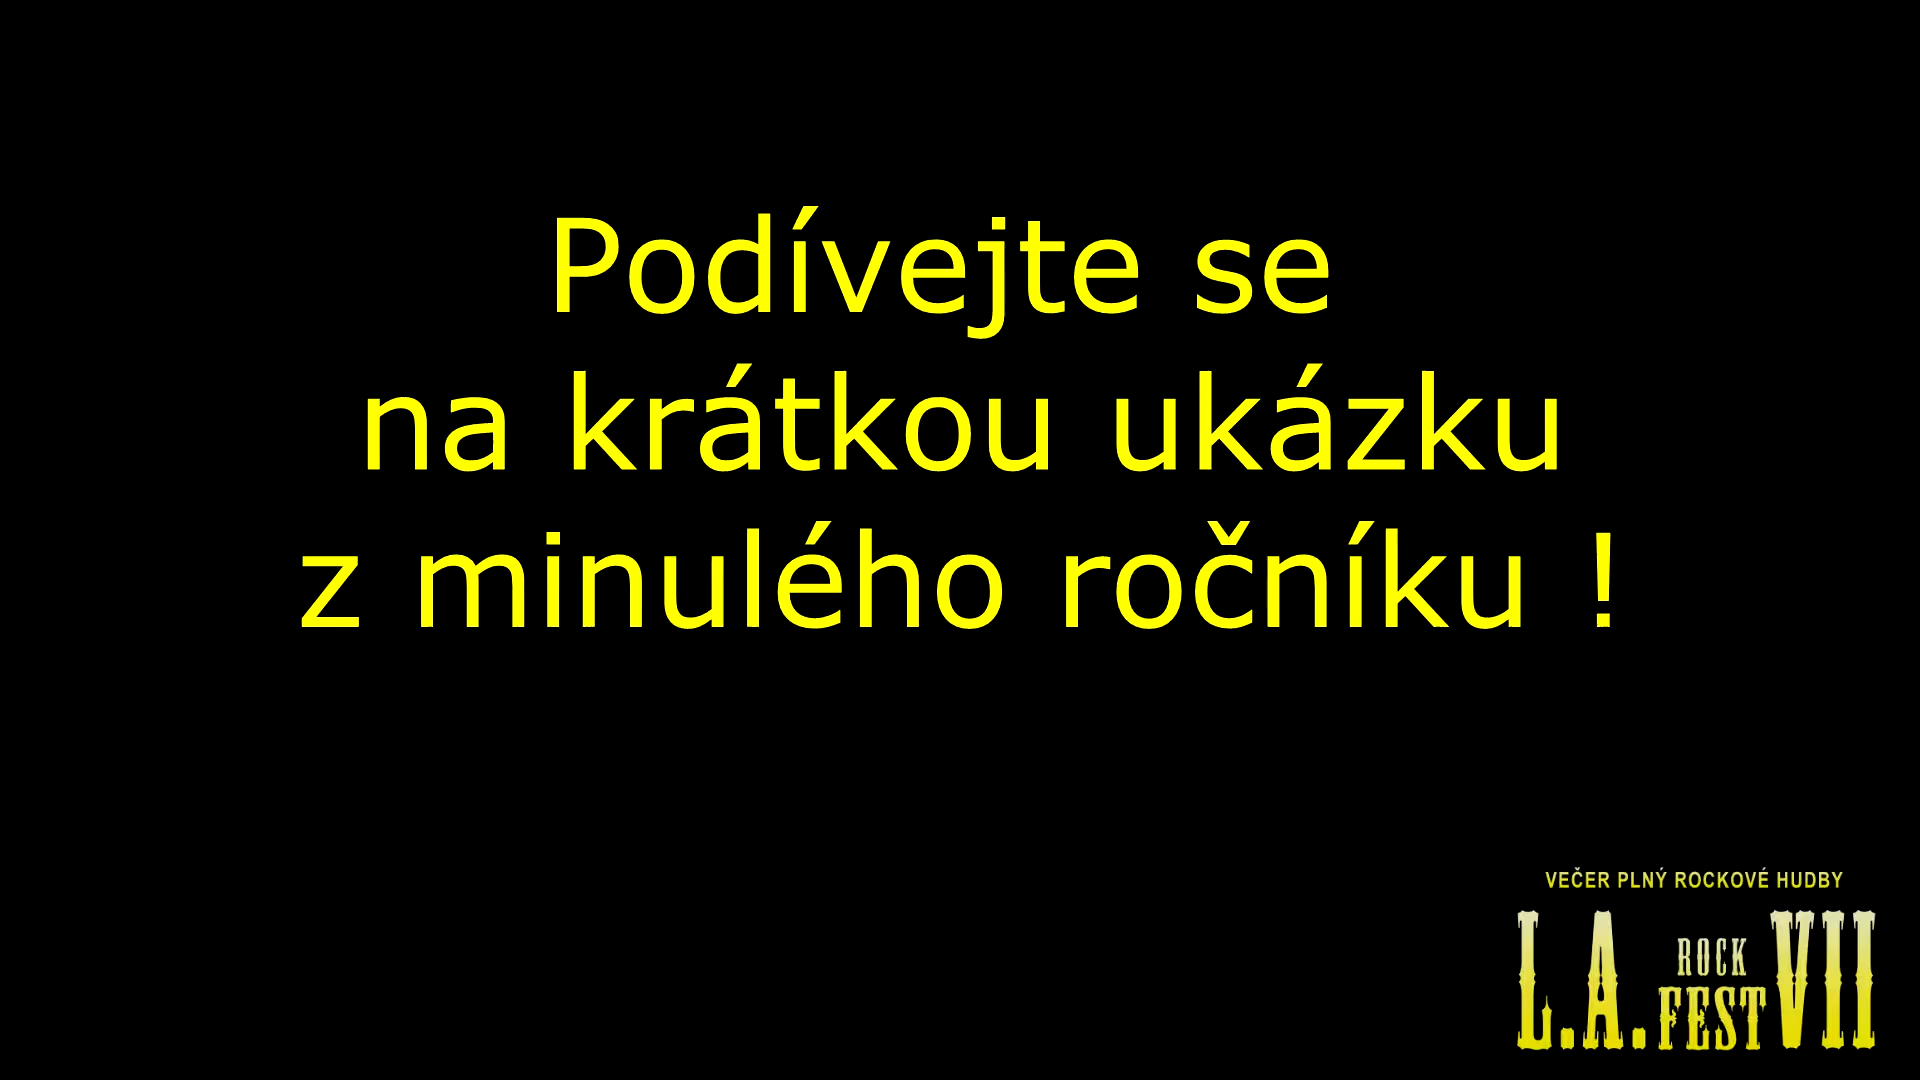 Podívejte se
na krátkou ukázku
z minulého ročníku !
VEČER PLNÝ ROCKOVÉ HUDBY
L.A. ROCK FEST VII